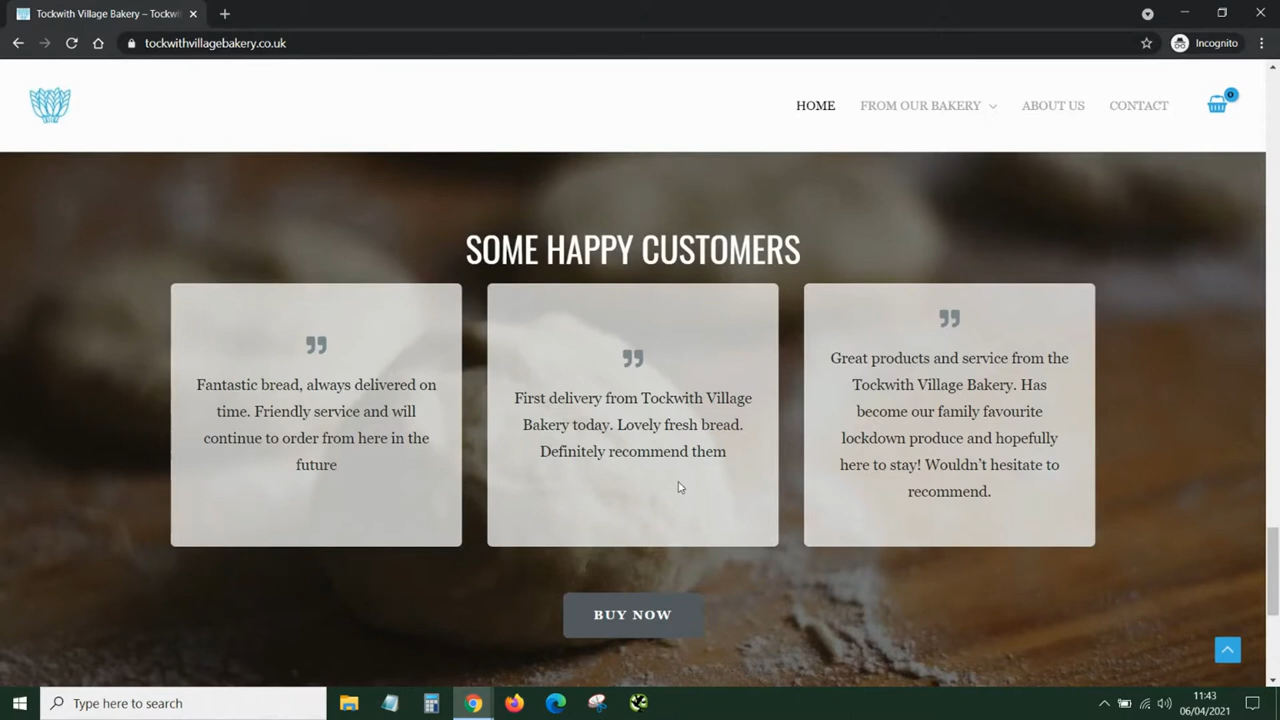 Tockwith Village Bakery – Tockwi
tockwithvillagebakery.co.uk
Incognito
HOME
FROM OUR BAKERY
ABOUT US
CONTACT
0
SOME HAPPY CUSTOMERS
Fantastic bread, always delivered on
time. Friendly service and will
continue to order from here in the
future
First delivery from Tockwith Village
Bakery today. Lovely fresh bread.
Definitely recommend them
Great products and service from the
Tockwith Village Bakery. Has
become our family favourite
lockdown produce and hopefully
here to stay! Wouldn’t hesitate to
recommend.
BUY NOW
Type here to search
11:43
06/04/2021